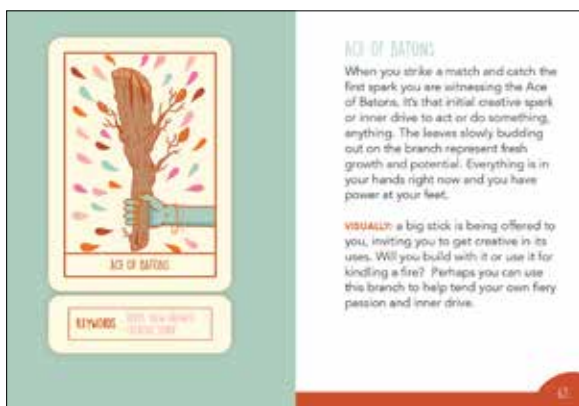 ACE OF BATONS
KEYWORDS
ACE OF BATONS
When you strike a match and catch the
first spark you are witnessing the Ace
of Batons. It's that initial creative spark
or inner drive to act or do something,
anything. The leaves slowly budding
out on the branch represent fresh
growth and potential. Everything is in
your hands right now and you have
power at your feet.
VISUALLY: a big stick is being offered to
you, inviting you to get creative in its
uses. Will you build with it or use it for
kindling a fire? Perhaps you can use
this branch to help tend your own fiery
passion and inner drive.